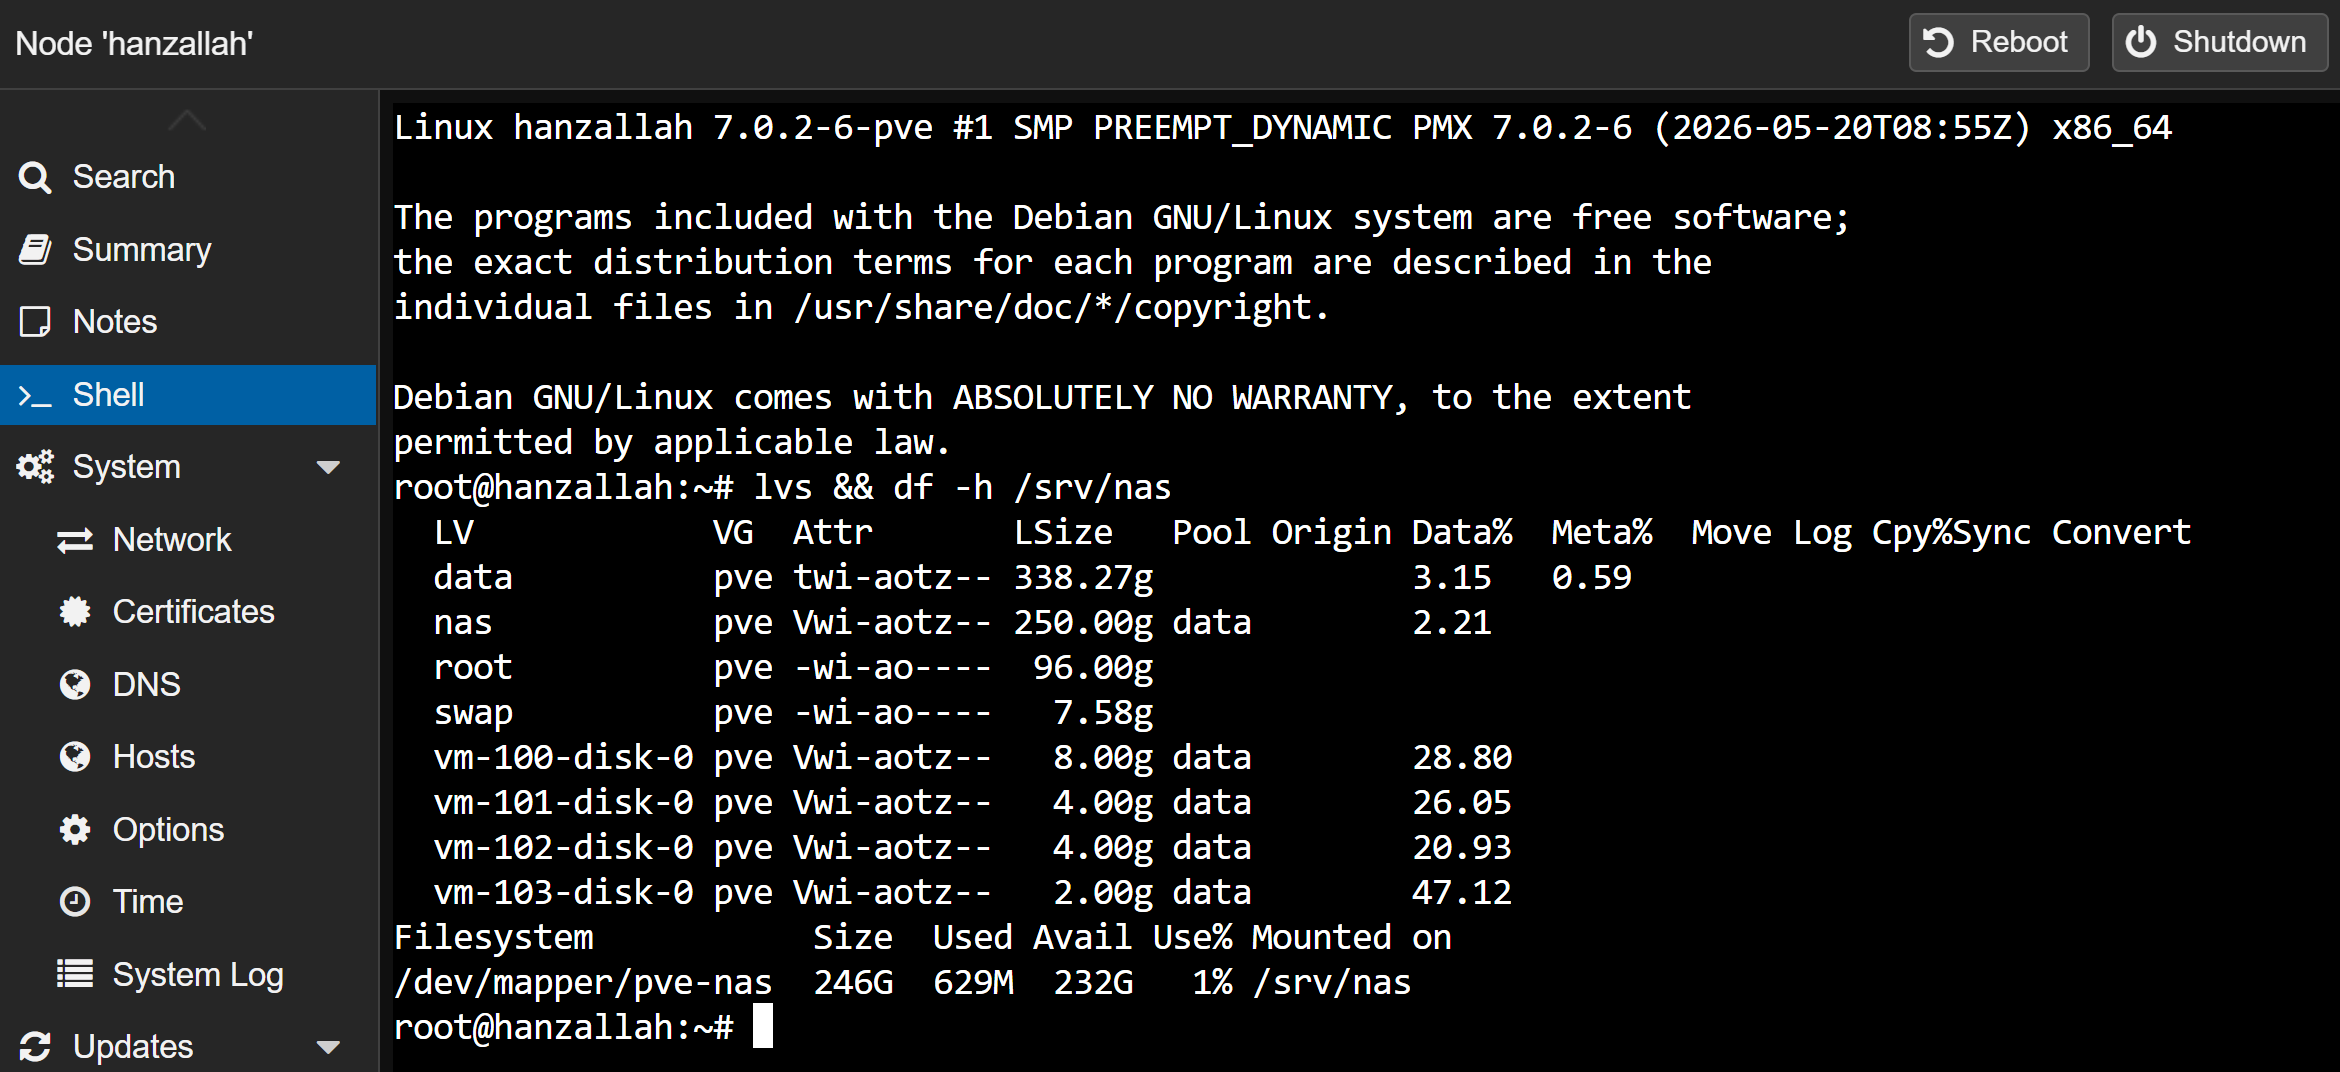 Node 'hanzallah'
Reboot
Shutdown
Search
Summary
Notes
Shell
System
Network
Certificates
DNS
Hosts
Options
Time
System Log
Updates
Linux hanzallah 7.0.2-6-pve #1 SMP PREEMPT_DYNAMIC PMX 7.0.2-6 (2026-05-20T08:55Z) x86_64

The programs included with the Debian GNU/Linux system are free software;
the exact distribution terms for each program are described in the
individual files in /usr/share/doc/*/copyright.

Debian GNU/Linux comes with ABSOLUTELY NO WARRANTY, to the extent
permitted by applicable law.
root@hanzallah:~# lvs && df -h /srv/nas
  LV            VG  Attr       LSize   Pool Origin Data%  Meta%  Move Log Cpy%Sync Convert
  data          pve twi-aotz-- 338.27g             3.15   0.59
  nas           pve Vwi-aotz-- 250.00g data        2.21
  root          pve -wi-ao----  96.00g
  swap          pve -wi-ao----   7.58g
  vm-100-disk-0 pve Vwi-aotz--   8.00g data        28.80
  vm-101-disk-0 pve Vwi-aotz--   4.00g data        26.05
  vm-102-disk-0 pve Vwi-aotz--   4.00g data        20.93
  vm-103-disk-0 pve Vwi-aotz--   2.00g data        47.12
Filesystem           Size  Used Avail Use% Mounted on
/dev/mapper/pve-nas  246G  629M  232G   1% /srv/nas
root@hanzallah:~#